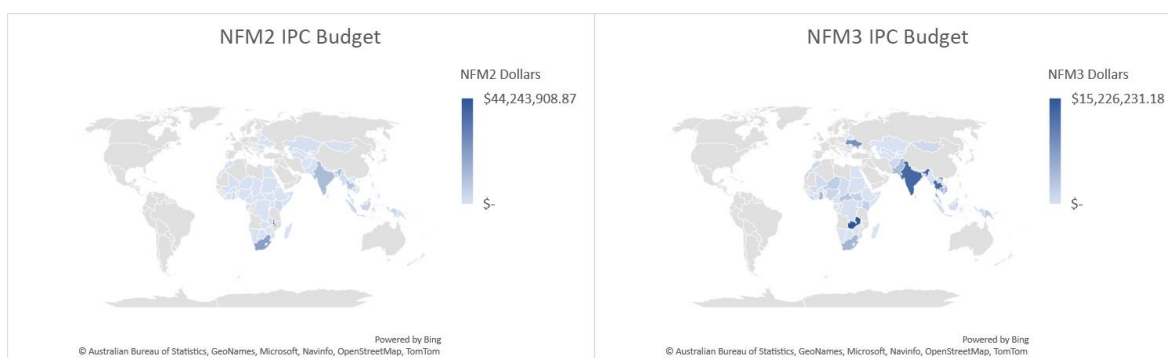 NFM2 IPC Budget
NFM2 Dollars
$44,243,908.87
$-
Powered by Bing
© Australian Bureau of Statistics, GeoNames, Microsoft, Navinfo, OpenStreetMap, TomTom
NFM3 IPC Budget
NFM3 Dollars
$15,226,231.18
$-
Powered by Bing
© Australian Bureau of Statistics, GeoNames, Microsoft, Navinfo, OpenStreetMap, TomTom